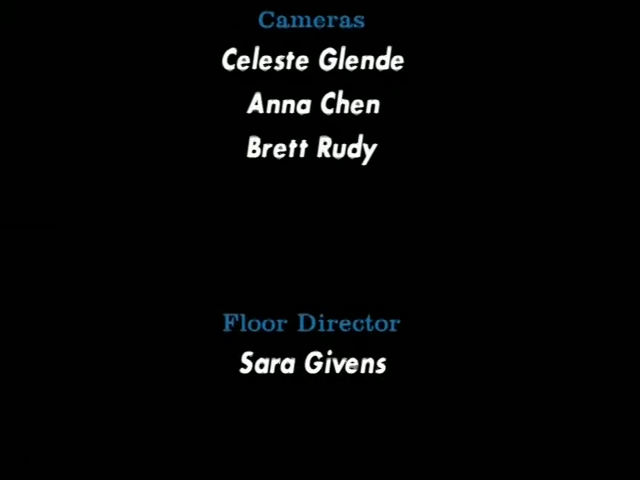 Cameras
Celeste Glende
Anna Chen
Brett Rudy
Floor Director
Sara Givens